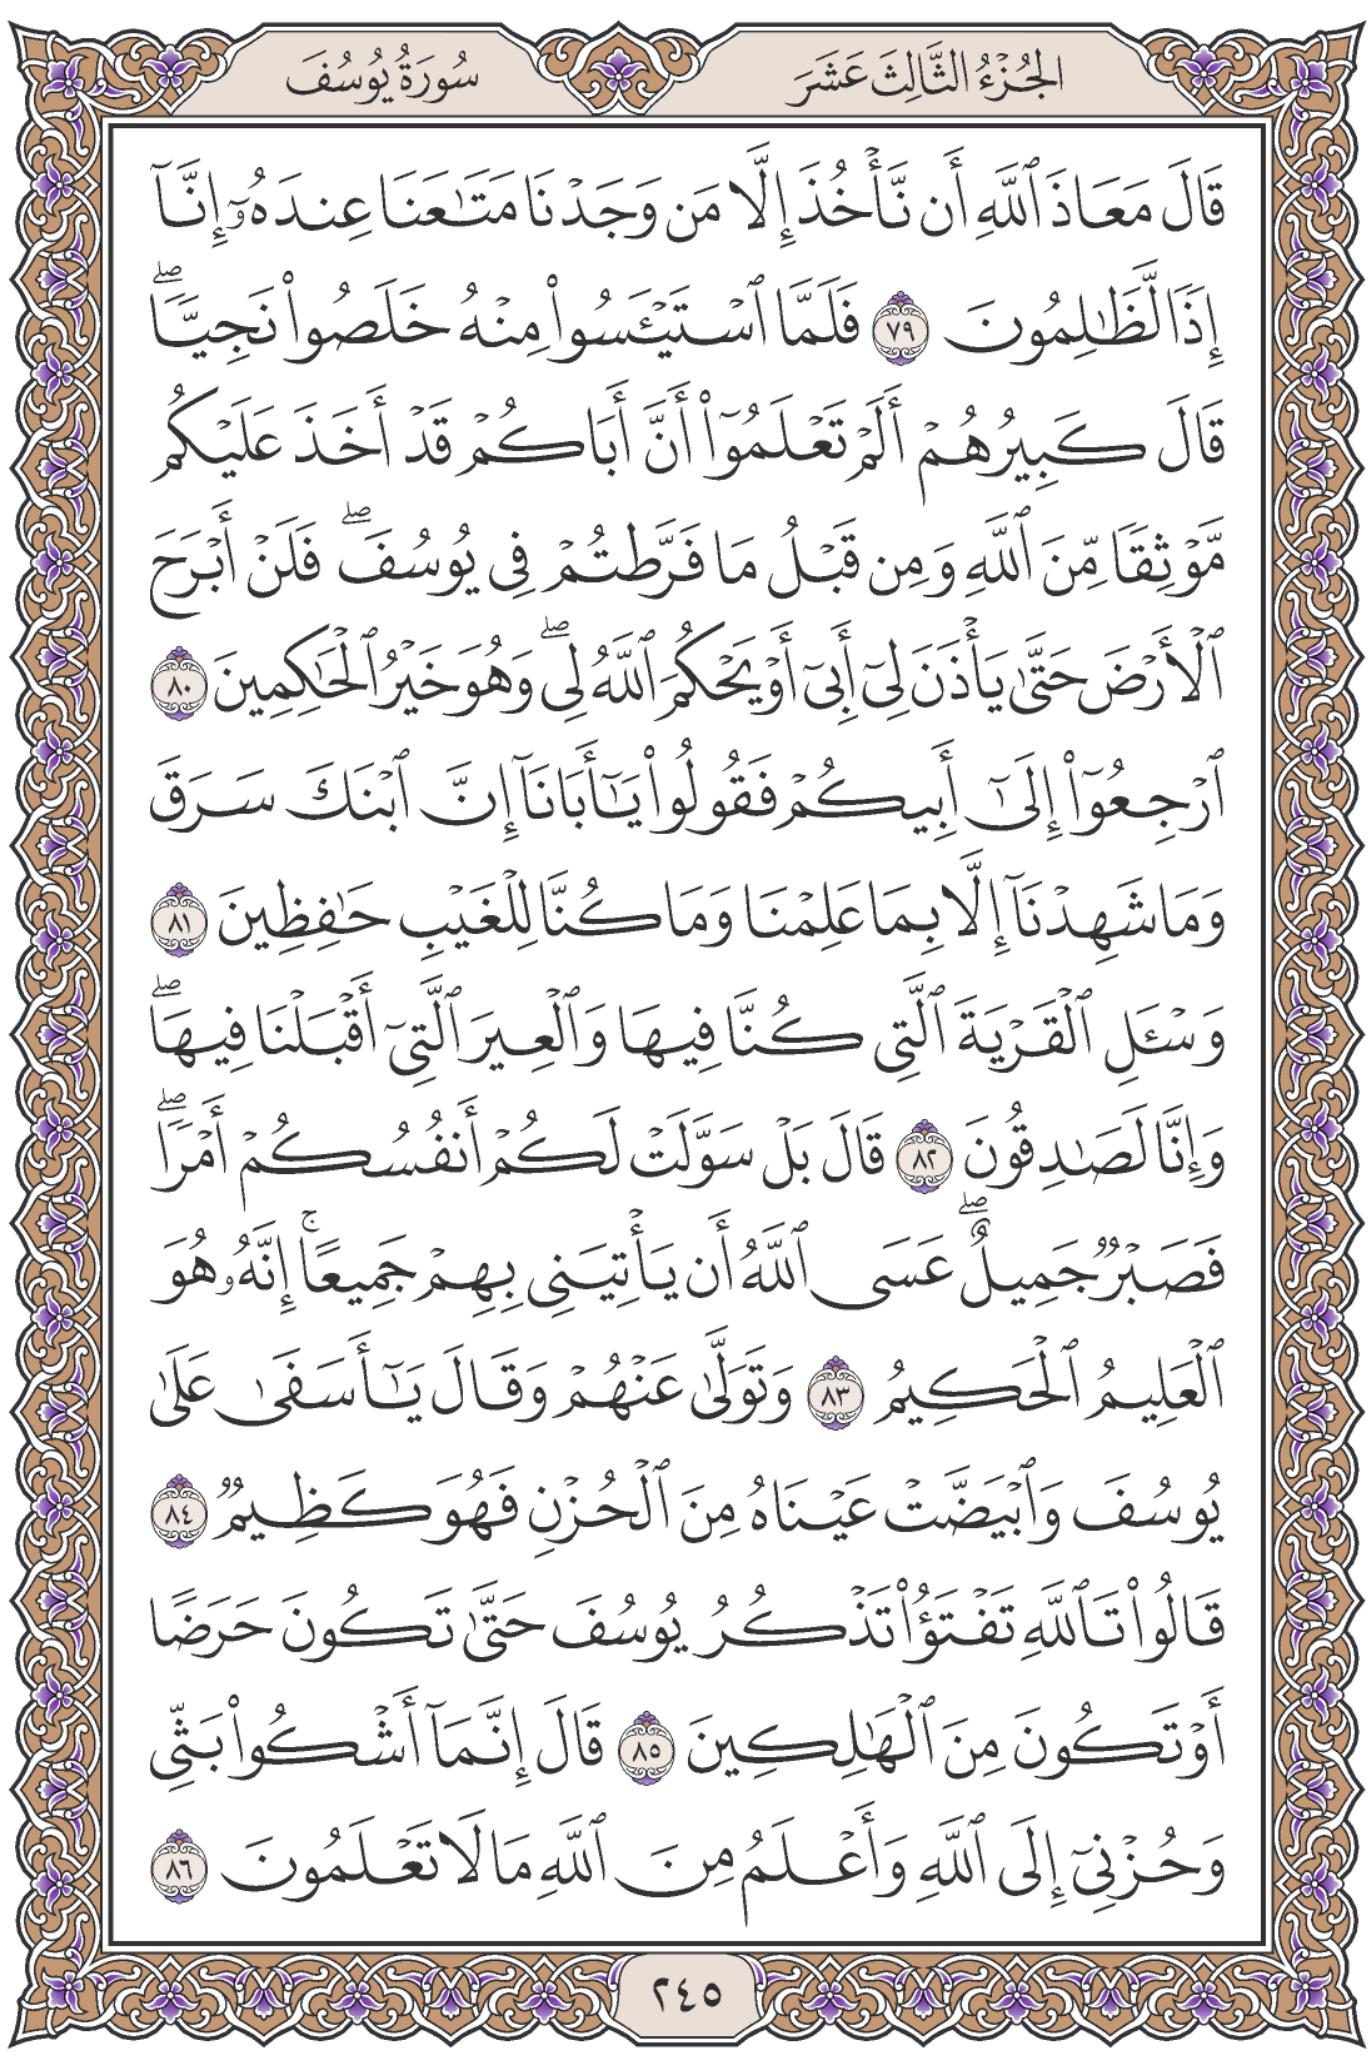 الجُزْءُ الثَّالِثَ عَشَرَ
سُورَةُ يُوسُفَ
قَالَ مَعَاذَ ٱللَّهِ أَن نَّأۡخُذَ إِلَّا مَن وَجَدۡنَا مَتَٰعَنَا عِندَهُۥٓ إِنَّآ
إِذٗا لَّظَٰلِمُونَ ٧٩ فَلَمَّا ٱسۡتَيۡـَٔسُواْ مِنۡهُ خَلَصُواْ نَجِيّٗاۖ
قَالَ كَبِيرُهُمۡ أَلَمۡ تَعۡلَمُوٓاْ أَنَّ أَبَاكُمۡ قَدۡ أَخَذَ عَلَيۡكُم
مَّوۡثِقٗا مِّنَ ٱللَّهِ وَمِن قَبۡلُ مَا فَرَّطتُمۡ فِي يُوسُفَۖ فَلَنۡ أَبۡرَحَ
ٱلۡأَرۡضَ حَتَّىٰ يَأۡذَنَ لِيٓ أَبِيٓ أَوۡ يَحۡكُمَ ٱللَّهُ لِيۖ وَهُوَ خَيۡرُ ٱلۡحَٰكِمِينَ ٨٠
ٱرۡجِعُوٓاْ إِلَىٰٓ أَبِيكُمۡ فَقُولُواْ يَٰٓأَبَانَآ إِنَّ ٱبۡنَكَ سَرَقَ
وَمَا شَهِدۡنَآ إِلَّا بِمَا عَلِمۡنَا وَمَا كُنَّا لِلۡغَيۡبِ حَٰفِظِينَ ٨١
وَسۡـَٔلِ ٱلۡقَرۡيَةَ ٱلَّتِي كُنَّا فِيهَا وَٱلۡعِيرَ ٱلَّتِيٓ أَقۡبَلۡنَا فِيهَاۖ
وَإِنَّا لَصَٰدِقُونَ ٨٢ قَالَ بَلۡ سَوَّلَتۡ لَكُمۡ أَنفُسُكُمۡ أَمۡرٗاۖ
فَصَبۡرٞ جَمِيلٌۖ عَسَى ٱللَّهُ أَن يَأۡتِيَنِي بِهِمۡ جَمِيعًاۚ إِنَّهُۥ هُوَ
ٱلۡعَلِيمُ ٱلۡحَكِيمُ ٨٣ وَتَوَلَّىٰ عَنۡهُمۡ وَقَالَ يَٰٓأَسَفَىٰ عَلَىٰ
يُوسُفَ وَٱبۡيَضَّتۡ عَيۡنَاهُ مِنَ ٱلۡحُزۡنِ فَهُوَ كَظِيمٞ ٨٤
قَالُواْ تَٱللَّهِ تَفۡتَؤُاْ تَذۡكُرُ يُوسُفَ حَتَّىٰ تَكُونَ حَرَضًا
أَوۡ تَكُونَ مِنَ ٱلۡهَٰلِكِينَ ٨٥ قَالَ إِنَّمَآ أَشۡكُواْ بَثِّي
وَحُزۡنِيٓ إِلَى ٱللَّهِ وَأَعۡلَمُ مِنَ ٱللَّهِ مَا لَا تَعۡلَمُونَ ٨٦
٢٤٥